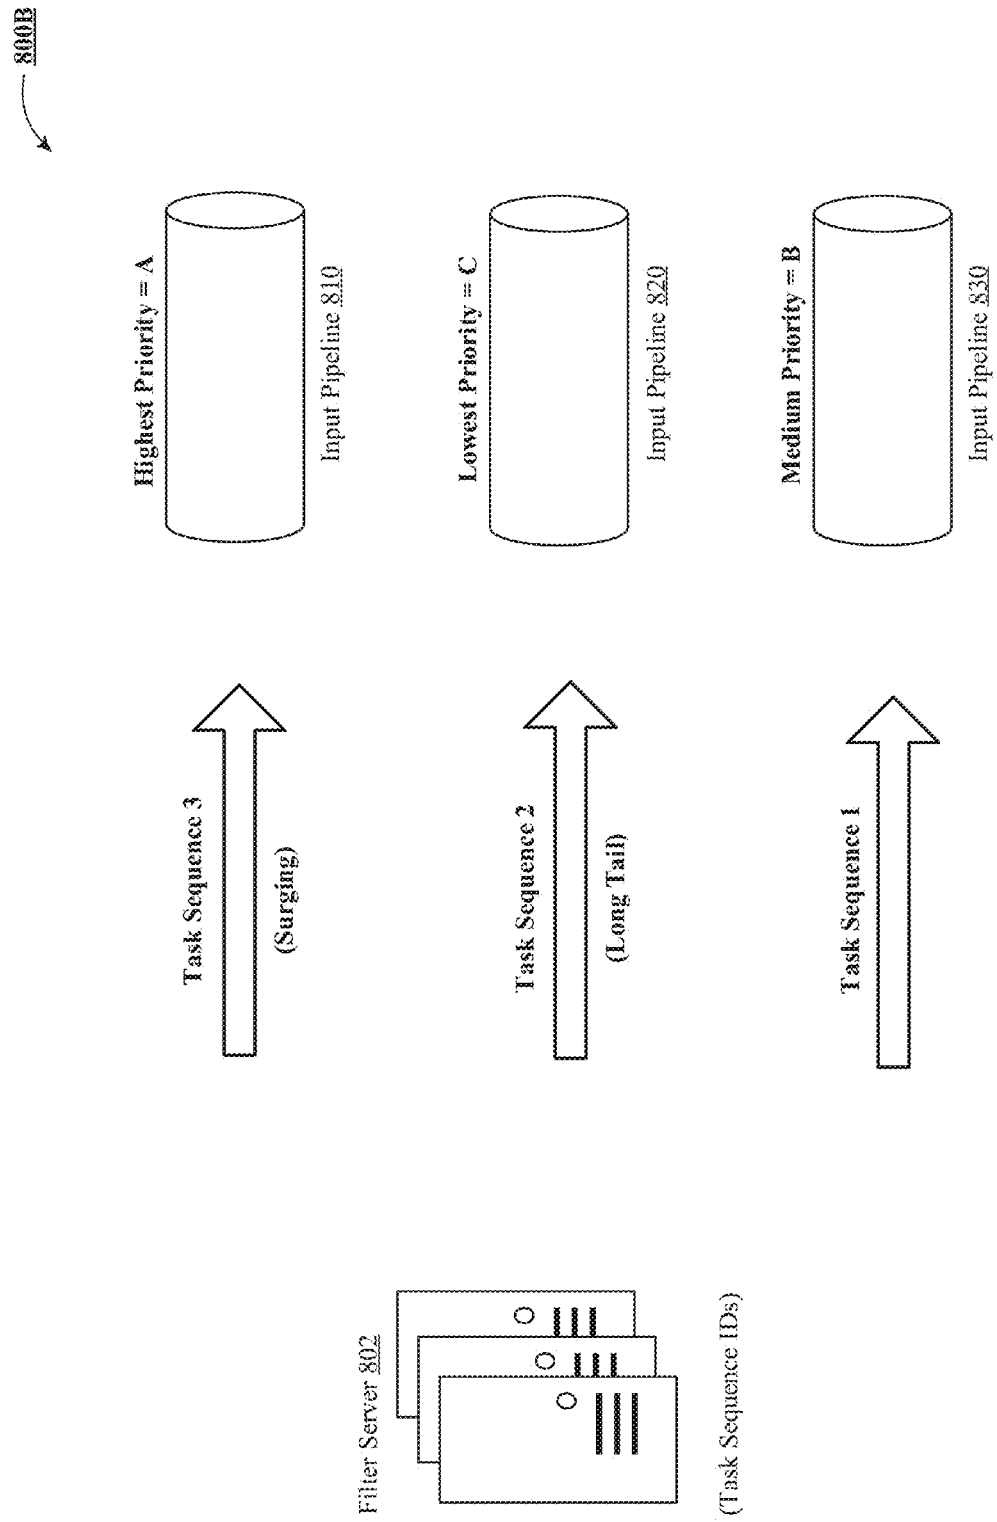 800B
Filter Server 802
(Task Sequence IDs)
Task Sequence 3
(Surging)
Highest Priority = A
Input Pipeline 810
Task Sequence 2
(Long Tail)
Lowest Priority = C
Input Pipeline 820
Task Sequence 1
Medium Priority = B
Input Pipeline 830